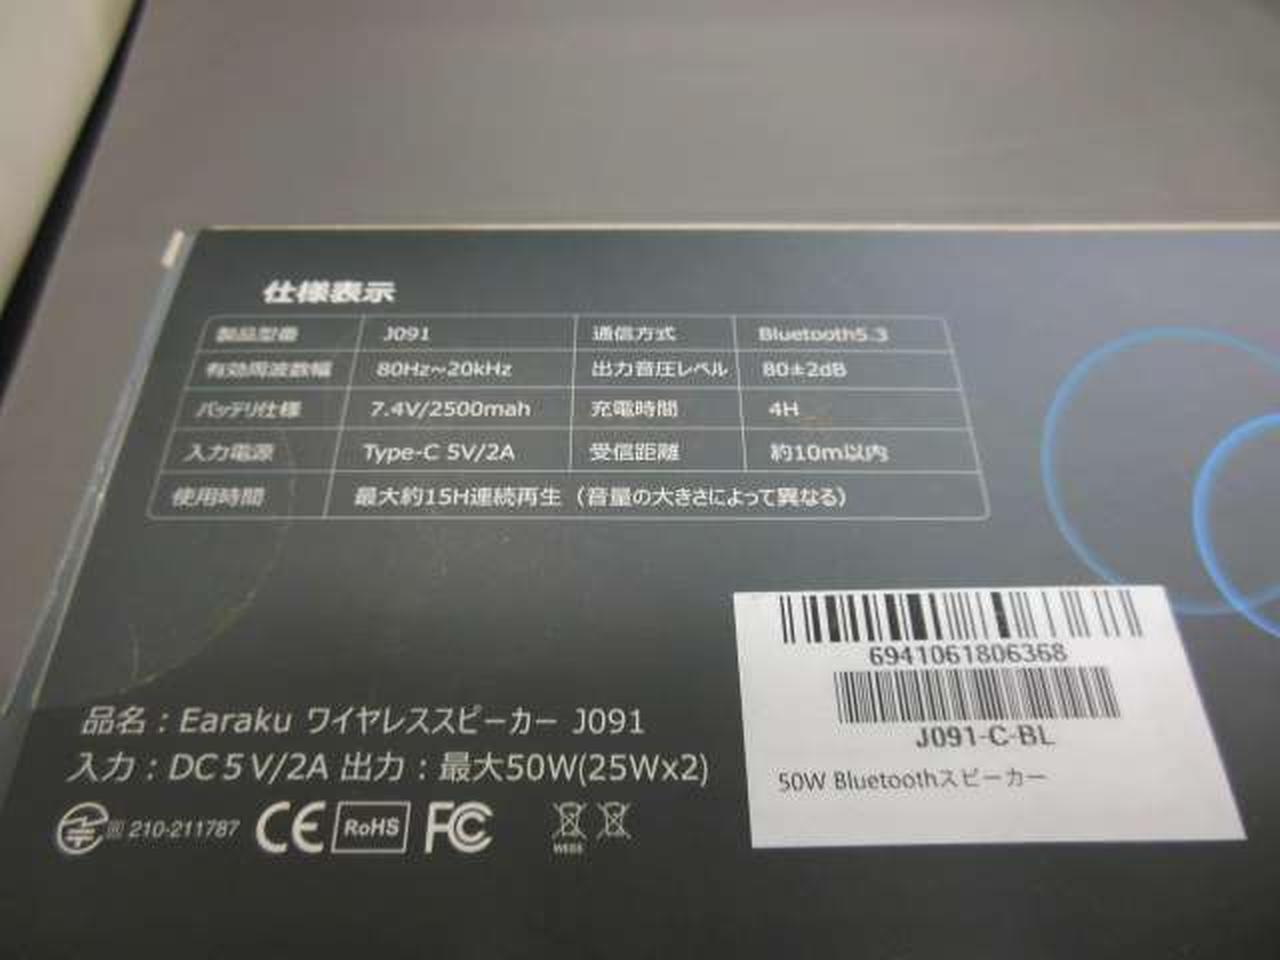 仕様表示
製品型番 J091 通信方式 Bluetooth5.3
有効周波数幅 80Hz~20kHz 出力音圧レベル 80±2dB
バッテリ仕様 7.4V/2500mah 充電時間 4H
入力電源 Type-C 5V/2A 受信距離 約10m以内
使用時間 最大約15H連続再生（音量の大きさによって異なる）
品名：Earaku ワイヤレススピーカー J091
入力：DC5V/2A 出力：最大50W(25Wx2)
210-211787 CE RoHS FC
6941061806368
J091-C-BL
50W Bluetoothスピーカー